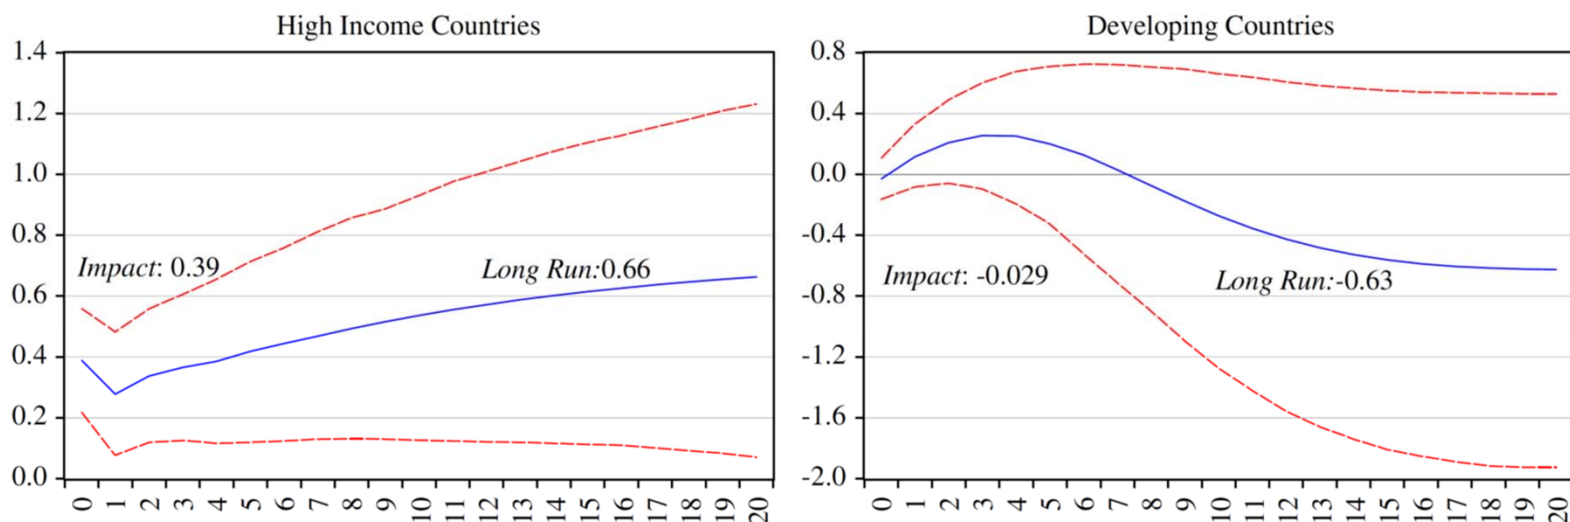 High Income Countries
1.4
1.2
1.0
0.8
0.6
0.4
0.2
0.0
Impact: 0.39
Long Run:0.66
0 1 2 3 4 5 6 7 8 9 10 11 12 13 14 15 16 17 18 19 20
Developing Countries
0.8
0.4
0.0
-0.4
-0.8
-1.2
-1.6
-2.0
Impact: -0.029
Long Run:-0.63
0 1 2 3 4 5 6 7 8 9 10 11 12 13 14 15 16 17 18 19 20